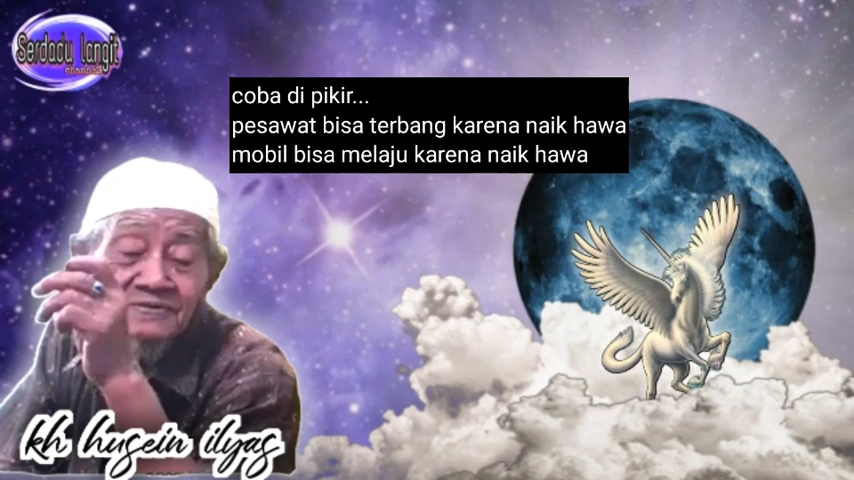 Serdadu langit
channel
coba di pikir...
pesawat bisa terbang karena naik hawa
mobil bisa melaju karena naik hawa
kh husein ilyas